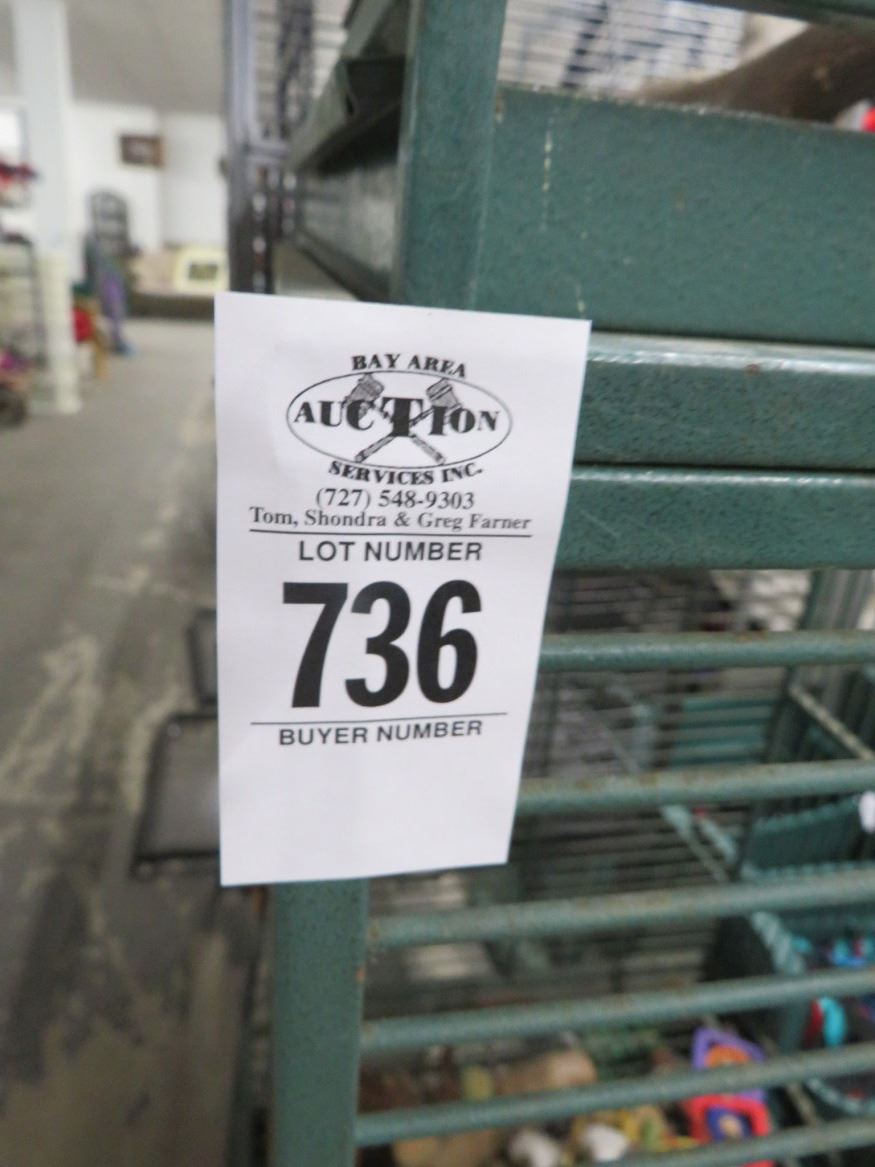 BAY AREA
AUCTION
SERVICES INC.
(727) 548-9303
Tom, Shondra & Greg Farner
LOT NUMBER
736
BUYER NUMBER